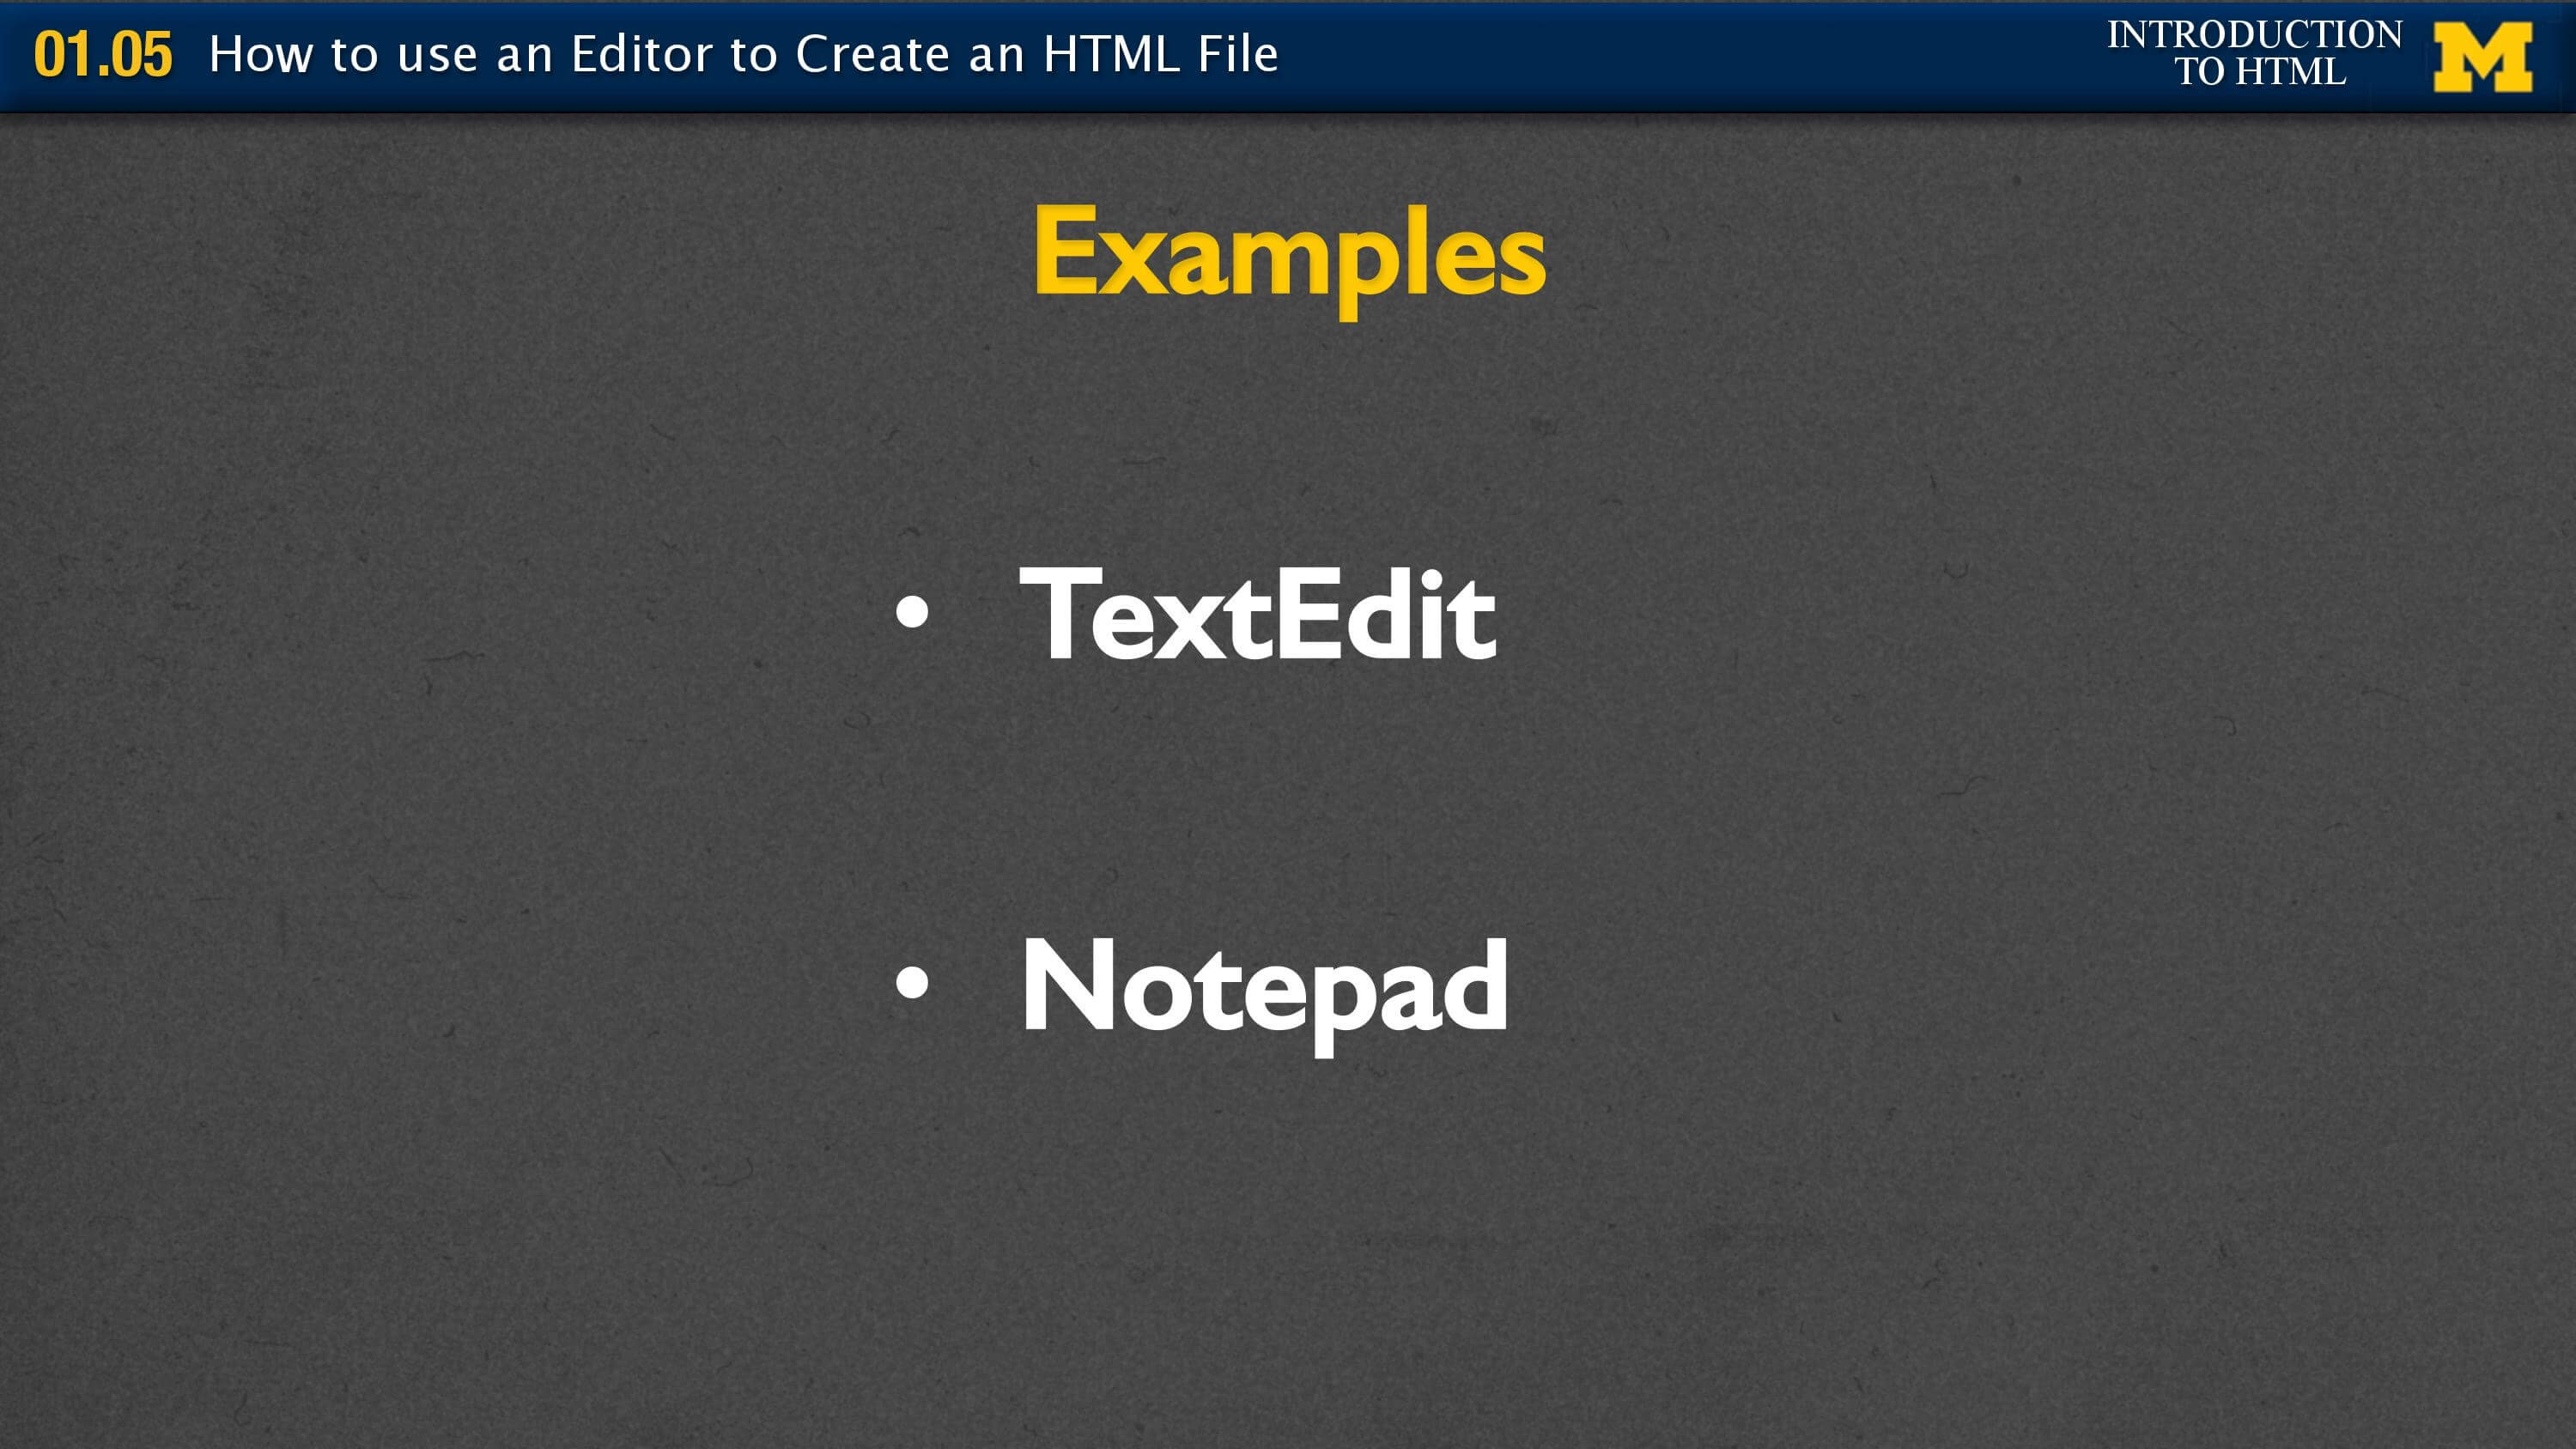 01.05 How to use an Editor to Create an HTML File
INTRODUCTION
TO HTML
M
Examples
• TextEdit
• Notepad